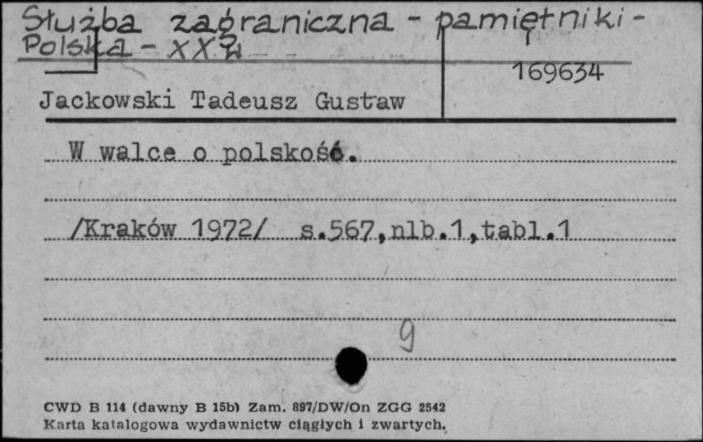 Służba zagraniczna - pamiętniki -
Polska - XX w
169634
Jackowski Tadeusz Gustaw
W walce o polskość.
/Kraków 1972/ s.567,nlb.1,tabl.1
9
CWD B 114 (dawny B 15b) Zam. 897/DW/On ZGG 2542
Karta katalogowa wydawnictw ciągłych i zwartych.